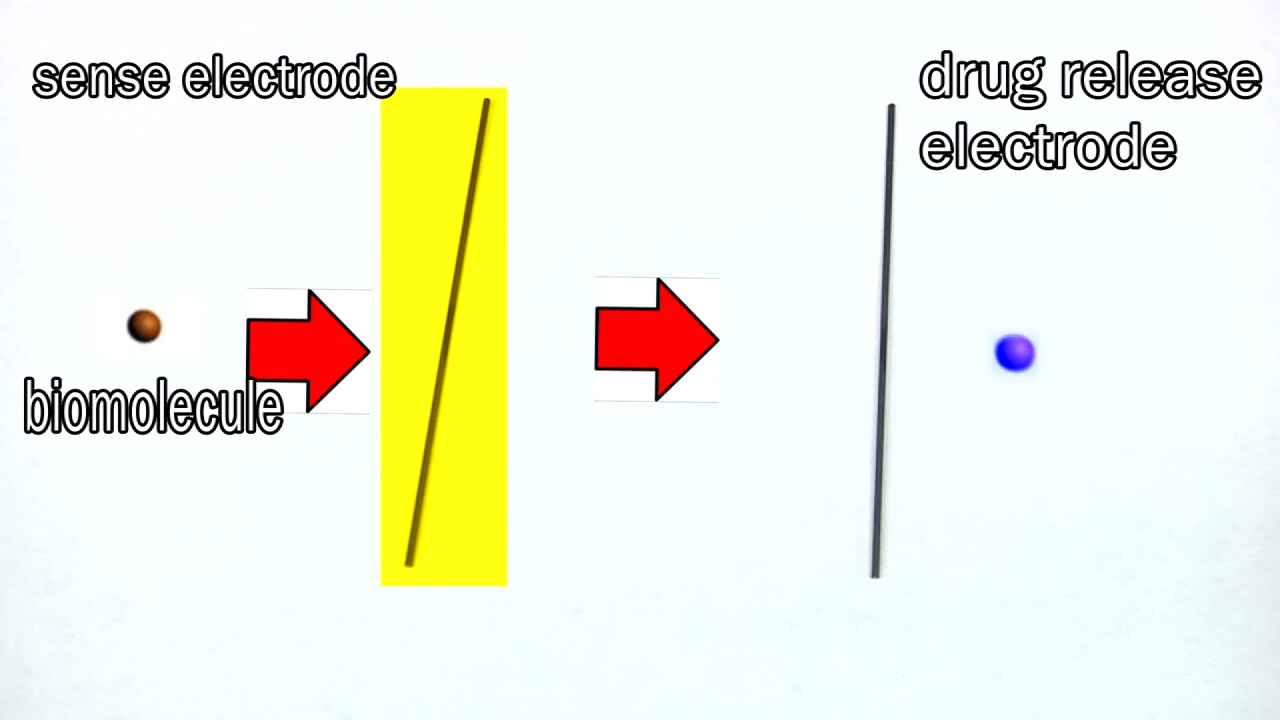 sense electrode
drug release
electrode
biomolecule